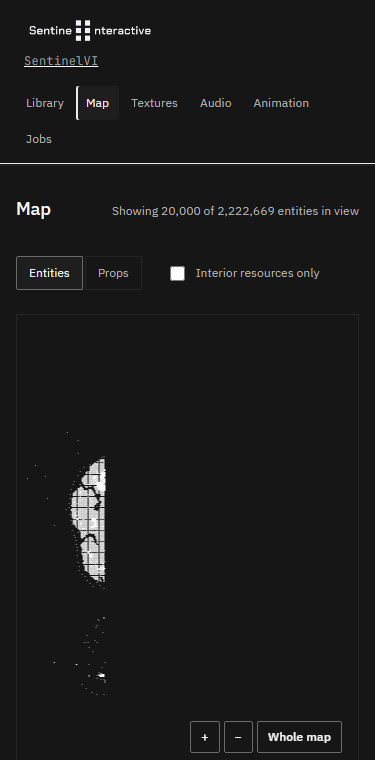 Sentine nteractive
SentinelVI
Library Map Textures Audio Animation
Jobs
Map Showing 20,000 of 2,222,669 entities in view
Entities Props Interior resources only
+ − Whole map